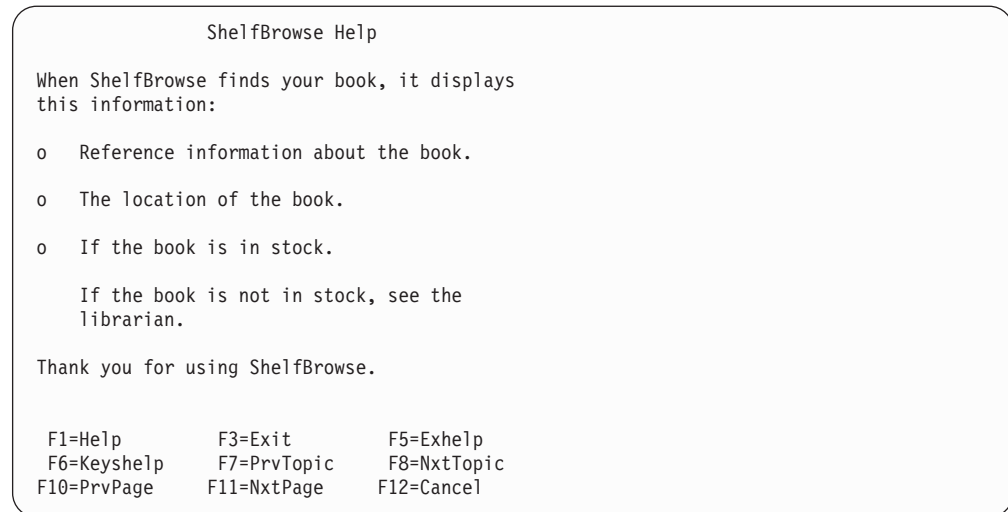 ShelfBrowse Help
When ShelfBrowse finds your book, it displays
this information:
o Reference information about the book.
o The location of the book.
o If the book is in stock.
If the book is not in stock, see the
librarian.
Thank you for using ShelfBrowse.
F1=Help F3=Exit F5=Exhelp
F6=Keyshelp F7=PrvTopic F8=NxtTopic
F10=PrvPage F11=NxtPage F12=Cancel